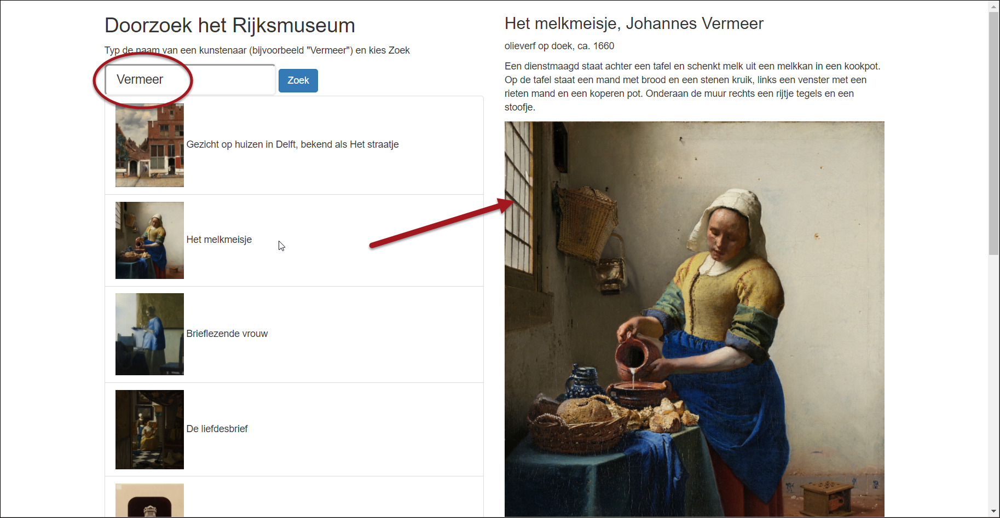 Doorzoek het Rijksmuseum
Typ de naam van een kunstenaar (bijvoorbeeld "Vermeer") en kies Zoek
Vermeer
Zoek
Gezicht op huizen in Delft, bekend als Het straatje
Het melkmeisje
Brieflezende vrouw
De liefdesbrief
Het melkmeisje, Johannes Vermeer
olieverf op doek, ca. 1660
Een dienstmaagd staat achter een tafel en schenkt melk uit een melkkan in een kookpot.
Op de tafel staat een mand met brood en een stenen kruik, links een venster met een
rieten mand en een koperen pot. Onderaan de muur rechts een rijtje tegels en een
stoofje.